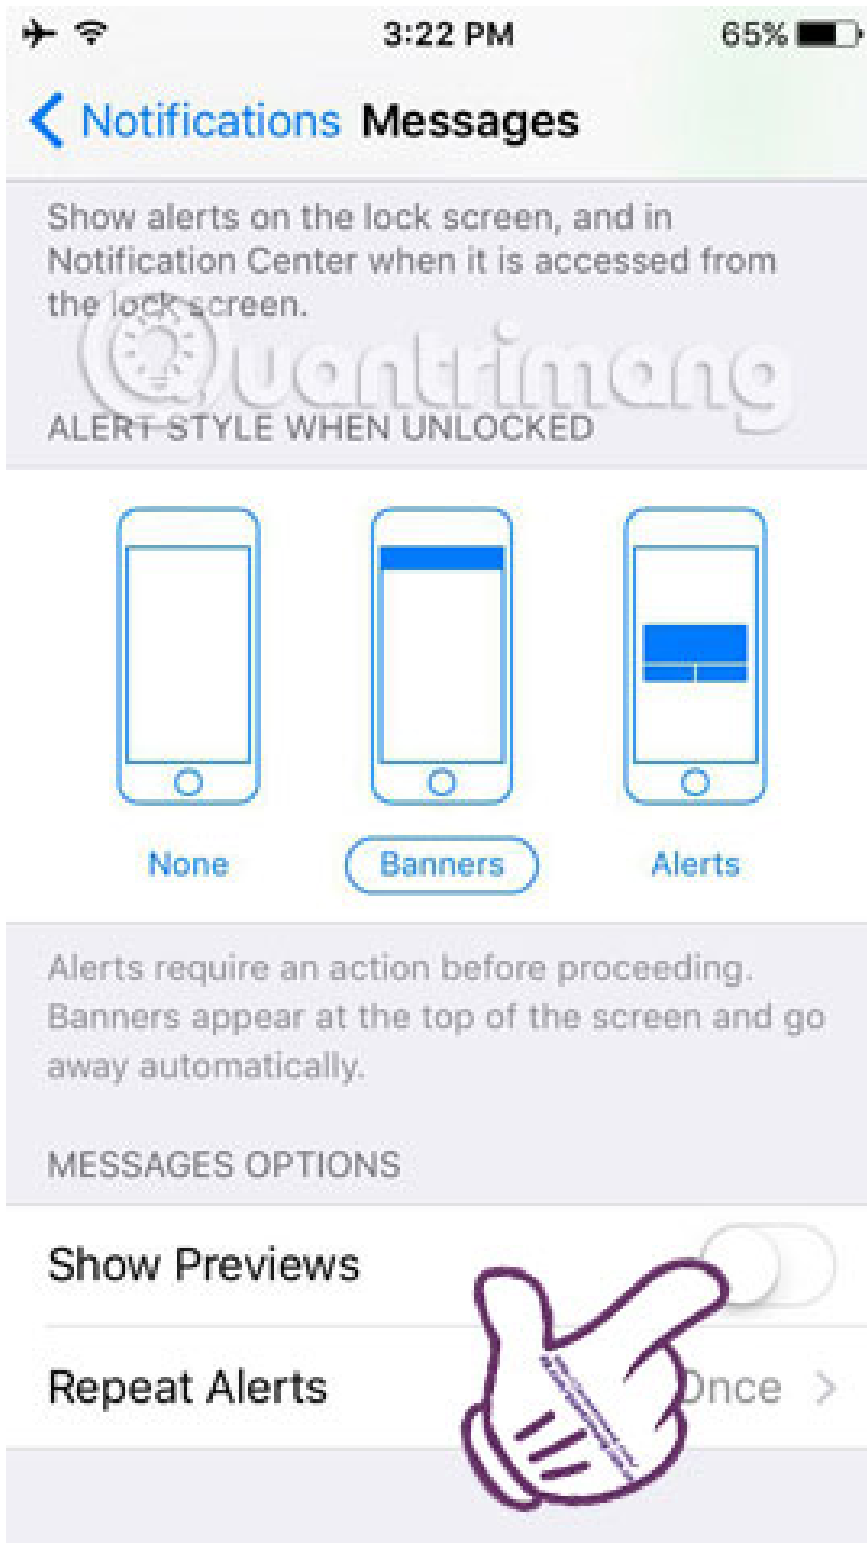 3:22 PM 65%
Notifications Messages
Show alerts on the lock screen, and in
Notification Center when it is accessed from
the lock screen.
Quantrimang
ALERT STYLE WHEN UNLOCKED
None Banners Alerts
Alerts require an action before proceeding.
Banners appear at the top of the screen and go
away automatically.
MESSAGES OPTIONS
Show Previews
Repeat Alerts Once